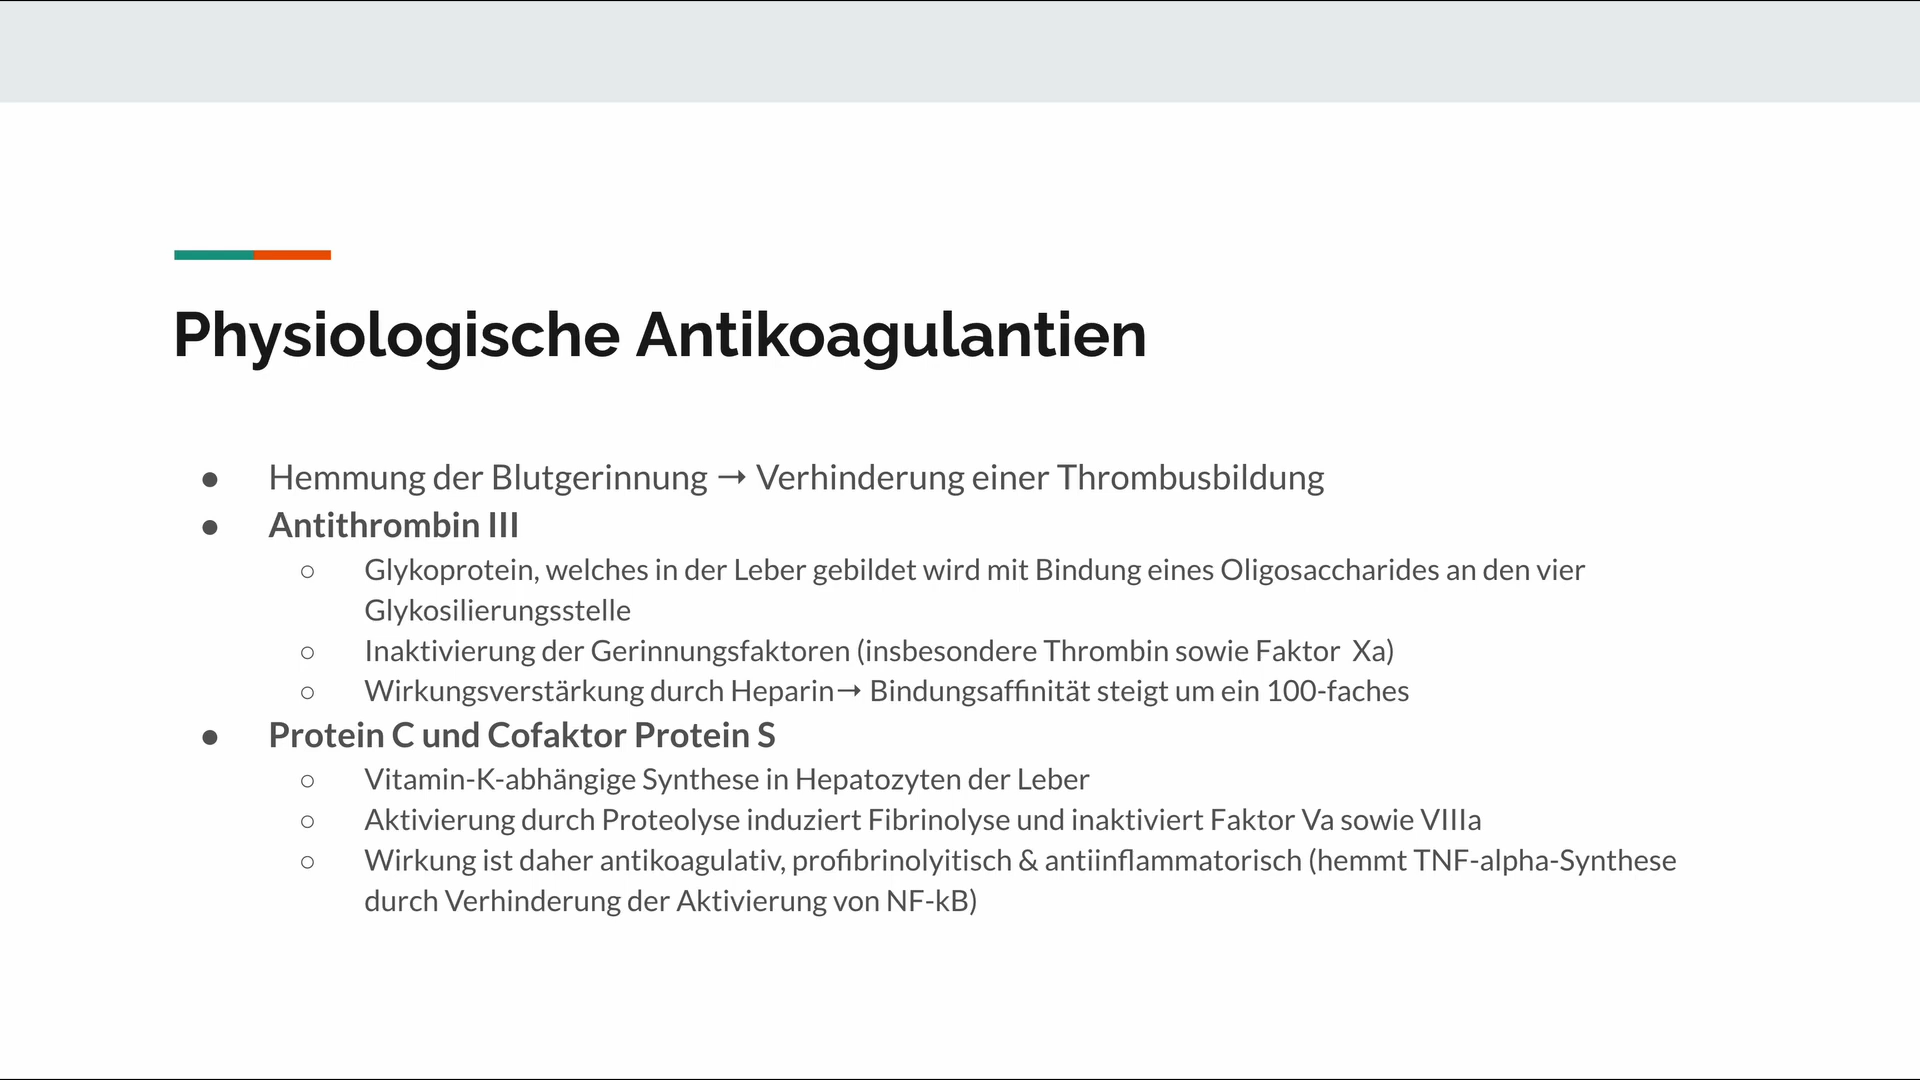 Physiologische Antikoagulantien
● Hemmung der Blutgerinnung → Verhinderung einer Thrombusbildung
● Antithrombin III
○ Glykoprotein, welches in der Leber gebildet wird mit Bindung eines Oligosaccharides an den vier
Glykosilierungsstelle
○ Inaktivierung der Gerinnungsfaktoren (insbesondere Thrombin sowie Faktor  Xa)
○ Wirkungsverstärkung durch Heparin→ Bindungsaffinität steigt um ein 100-faches
● Protein C und Cofaktor Protein S
○ Vitamin-K-abhängige Synthese in Hepatozyten der Leber
○ Aktivierung durch Proteolyse induziert Fibrinolyse und inaktiviert Faktor Va sowie VIIIa
○ Wirkung ist daher antikoagulativ, profibrinolyitisch & antiinflammatorisch (hemmt TNF-alpha-Synthese
durch Verhinderung der Aktivierung von NF-kB)